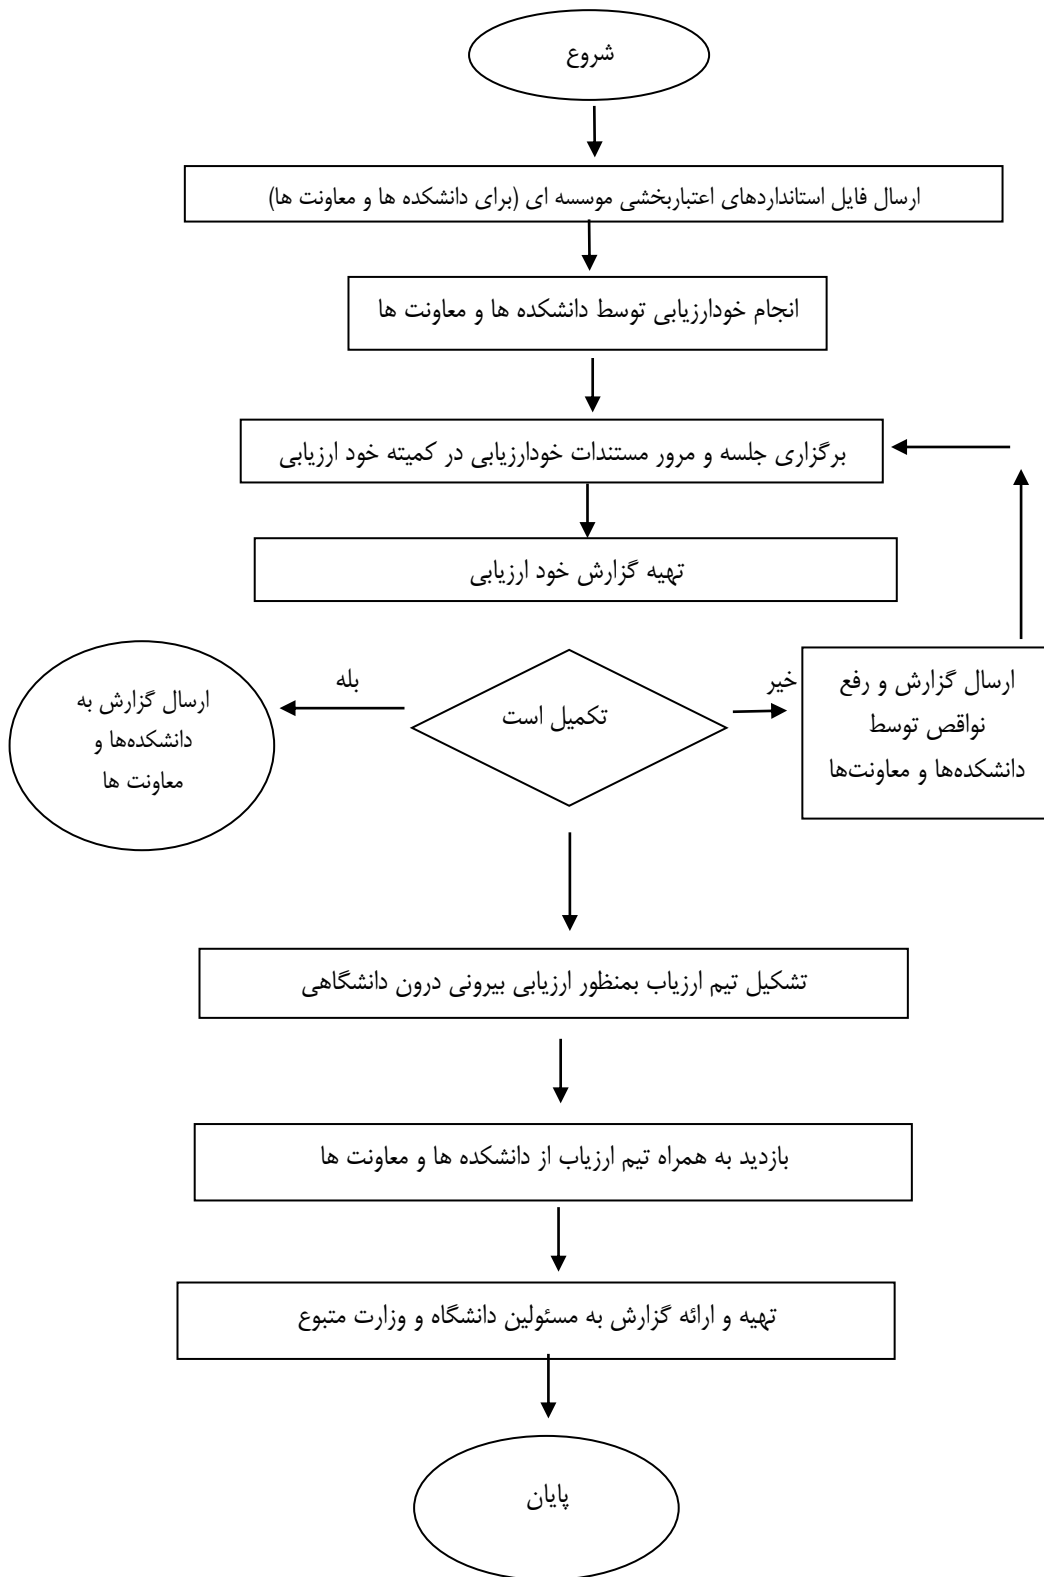 شروع
ارسال فایل استانداردهای اعتباربخشی موسسه ای (برای دانشکده ها و معاونت ها)
انجام خودارزیابی توسط دانشکده ها و معاونت ها
برگزاری جلسه و مرور مستندات خودارزیابی در کمیته خود ارزیابی
تهیه گزارش خود ارزیابی
ارسال گزارش و رفع
نواقص توسط
دانشکده‌ها و معاونت‌ها
خیر
تکمیل است
بله
ارسال گزارش به
دانشکده‌ها و
معاونت ها
تشکیل تیم ارزیاب بمنظور ارزیابی بیرونی درون دانشگاهی
بازدید به همراه تیم ارزیاب از دانشکده ها و معاونت ها
تهیه و ارائه گزارش به مسئولین دانشگاه و وزارت متبوع
پایان